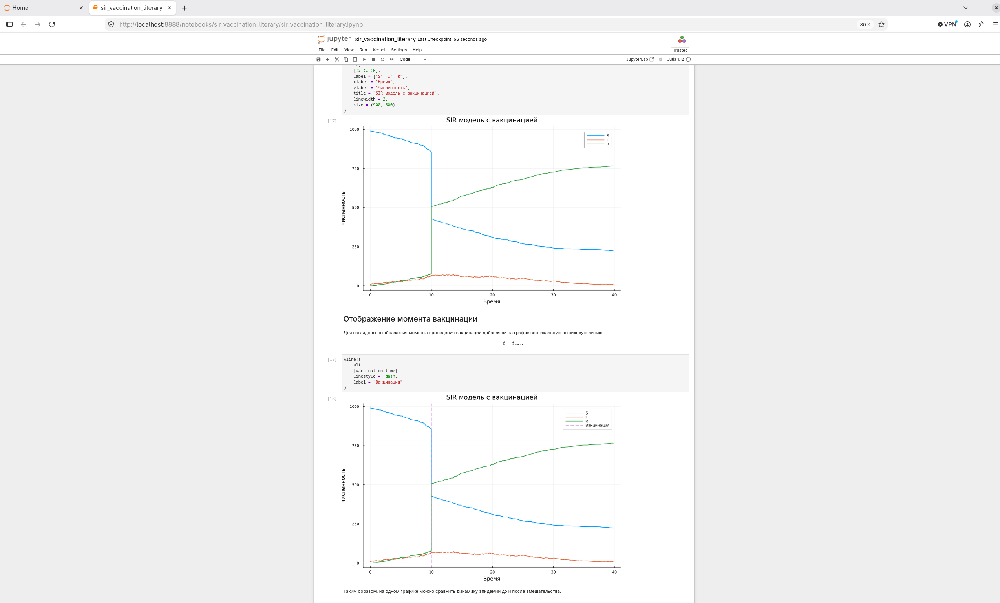 Home
sir_vaccination_literary
http://localhost:8888/notebooks/sir_vaccination_literary/sir_vaccination_literary.ipynb
80%
VPN
jupyter sir_vaccination_literary Last Checkpoint: 56 seconds ago
File Edit View Run Kernel Settings Help
Trusted
Code
JupyterLab
Julia 1.12
:t,
[:S :I :R],
label = ["S" "I" "R"],
xlabel = "Время",
ylabel = "Численность",
title = "SIR модель с вакцинацией",
linewidth = 2,
size = (900, 600)
)
[17]:
SIR модель с вакцинацией
1000
750
500
250
0
Численность
S
I
R
0 10 20 30 40
Время
Отображение момента вакцинации
Для наглядного отображения момента проведения вакцинации добавляем на график вертикальную штриховую линию
t = tvacc.
[18]:
vline!(
plt,
[vaccination_time],
linestyle = :dash,
label = "Вакцинация"
)
[18]:
SIR модель с вакцинацией
1000
750
500
250
0
Численность
S
I
R
Вакцинация
0 10 20 30 40
Время
Таким образом, на одном графике можно сравнить динамику эпидемии до и после вмешательства.